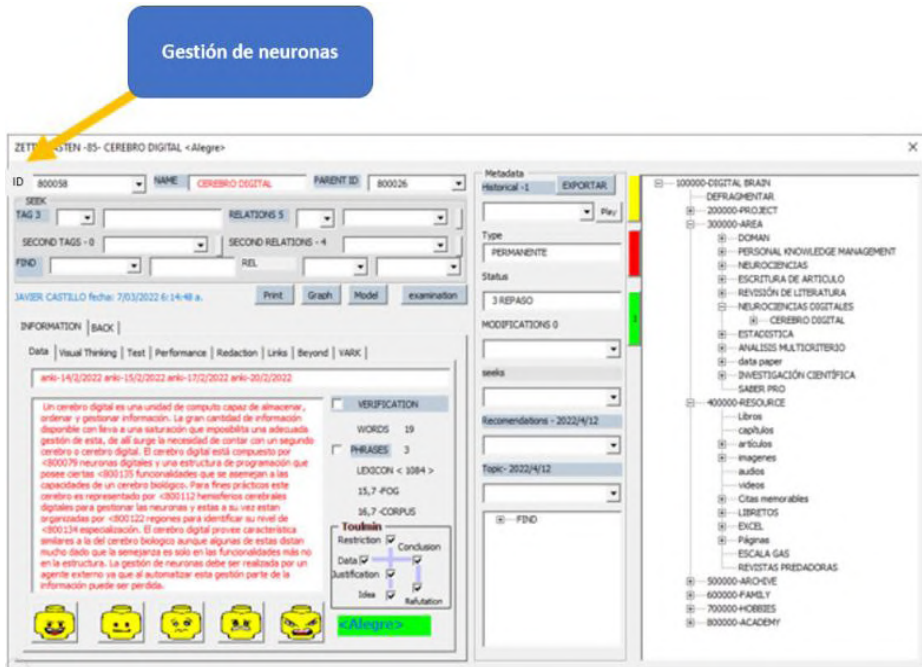 Gestión de neuronas
CEREBRO DIGITAL <Alegre>
ID 800058 NAME CEREBRO DIGITAL PARENT ID 800026
SEEK
TAG 3 RELATIONS 5
SECOND TAGS - 0 SECOND RELATIONS - 4
FIND REL
JAVIER CASTILLO fecha: 7/03/2022 6:14:48 a. Print Graph Model examination
INFORMATION BACK
Data Visual Thinking Test Performance Redaction Links Beyond VARK
anki-14/2/2022 anki-15/2/2022 anki-17/2/2022 anki-20/2/2022
Un cerebro digital es una unidad de computo capaz de almacenar,
ordenar y gestionar información. La gran cantidad de información
disponible con lleva a una saturación que imposibilita una adecuada
gestión de esta, de allí surge la necesidad de contar con un segundo
cerebro o cerebro digital. El cerebro digital está compuesto por
<800079 neuronas digitales y una estructura de programación que
posee ciertas <800135 funcionalidades que se asemejan a las
capacidades de un cerebro biológico. Para fines prácticos este
cerebro es representado por <800112 hemisferios cerebrales
digitales para gestionar las neuronas y estas a su vez estan
organizadas por <800122 regiones para identificar su nivel de
<800134 especialización. El cerebro digital provee característica
similares a la del cerebro biologico aunque algunas de estas distan
mucho dado que la semejanza es solo en las funcionalidades más no
en la estructura. La gestión de neuronas debe ser realizada por un
agente externo ya que al automatizar esta gestión parte de la
información puede ser perdida.
VERIFICATION
WORDS 19
PHRASES 3
LEXICON < 1084 >
15,7 -FOG
16,7 -CORPUS
Toulmin
Restriction
Conclusion
Data
Justification
Idea
Refutation
<Alegre>
Metadata
Historical -1 EXPORTAR
Play
Type
PERMANENTE
Status
3 REPASO
MODIFICATIONS 0
seeks
Recomendations - 2022/4/12
Topic- 2022/4/12
FIND
100000-DIGITAL BRAIN
DEFRAGMENTAR
200000-PROJECT
300000-AREA
DOMAN
PERSONAL KNOWLEDGE MANAGEMENT
NEUROCIENCIAS
ESCRITURA DE ARTICULO
REVISIÓN DE LITERATURA
NEUROCIENCIAS DIGITALES
CEREBRO DIGITAL
ESTADISTICA
ANALISIS MULTICRITERIO
data paper
INVESTIGACIÓN CIENTÍFICA
SABER PRO
400000-RESOURCE
Libros
capítulos
artículos
imagenes
audios
videos
Citas memorables
LIBRETOS
EXCEL
Páginas
ESCALA GAS
REVISTAS PREDADORAS
500000-ARCHIVE
600000-FAMILY
700000-HOBBIES
800000-ACADEMY